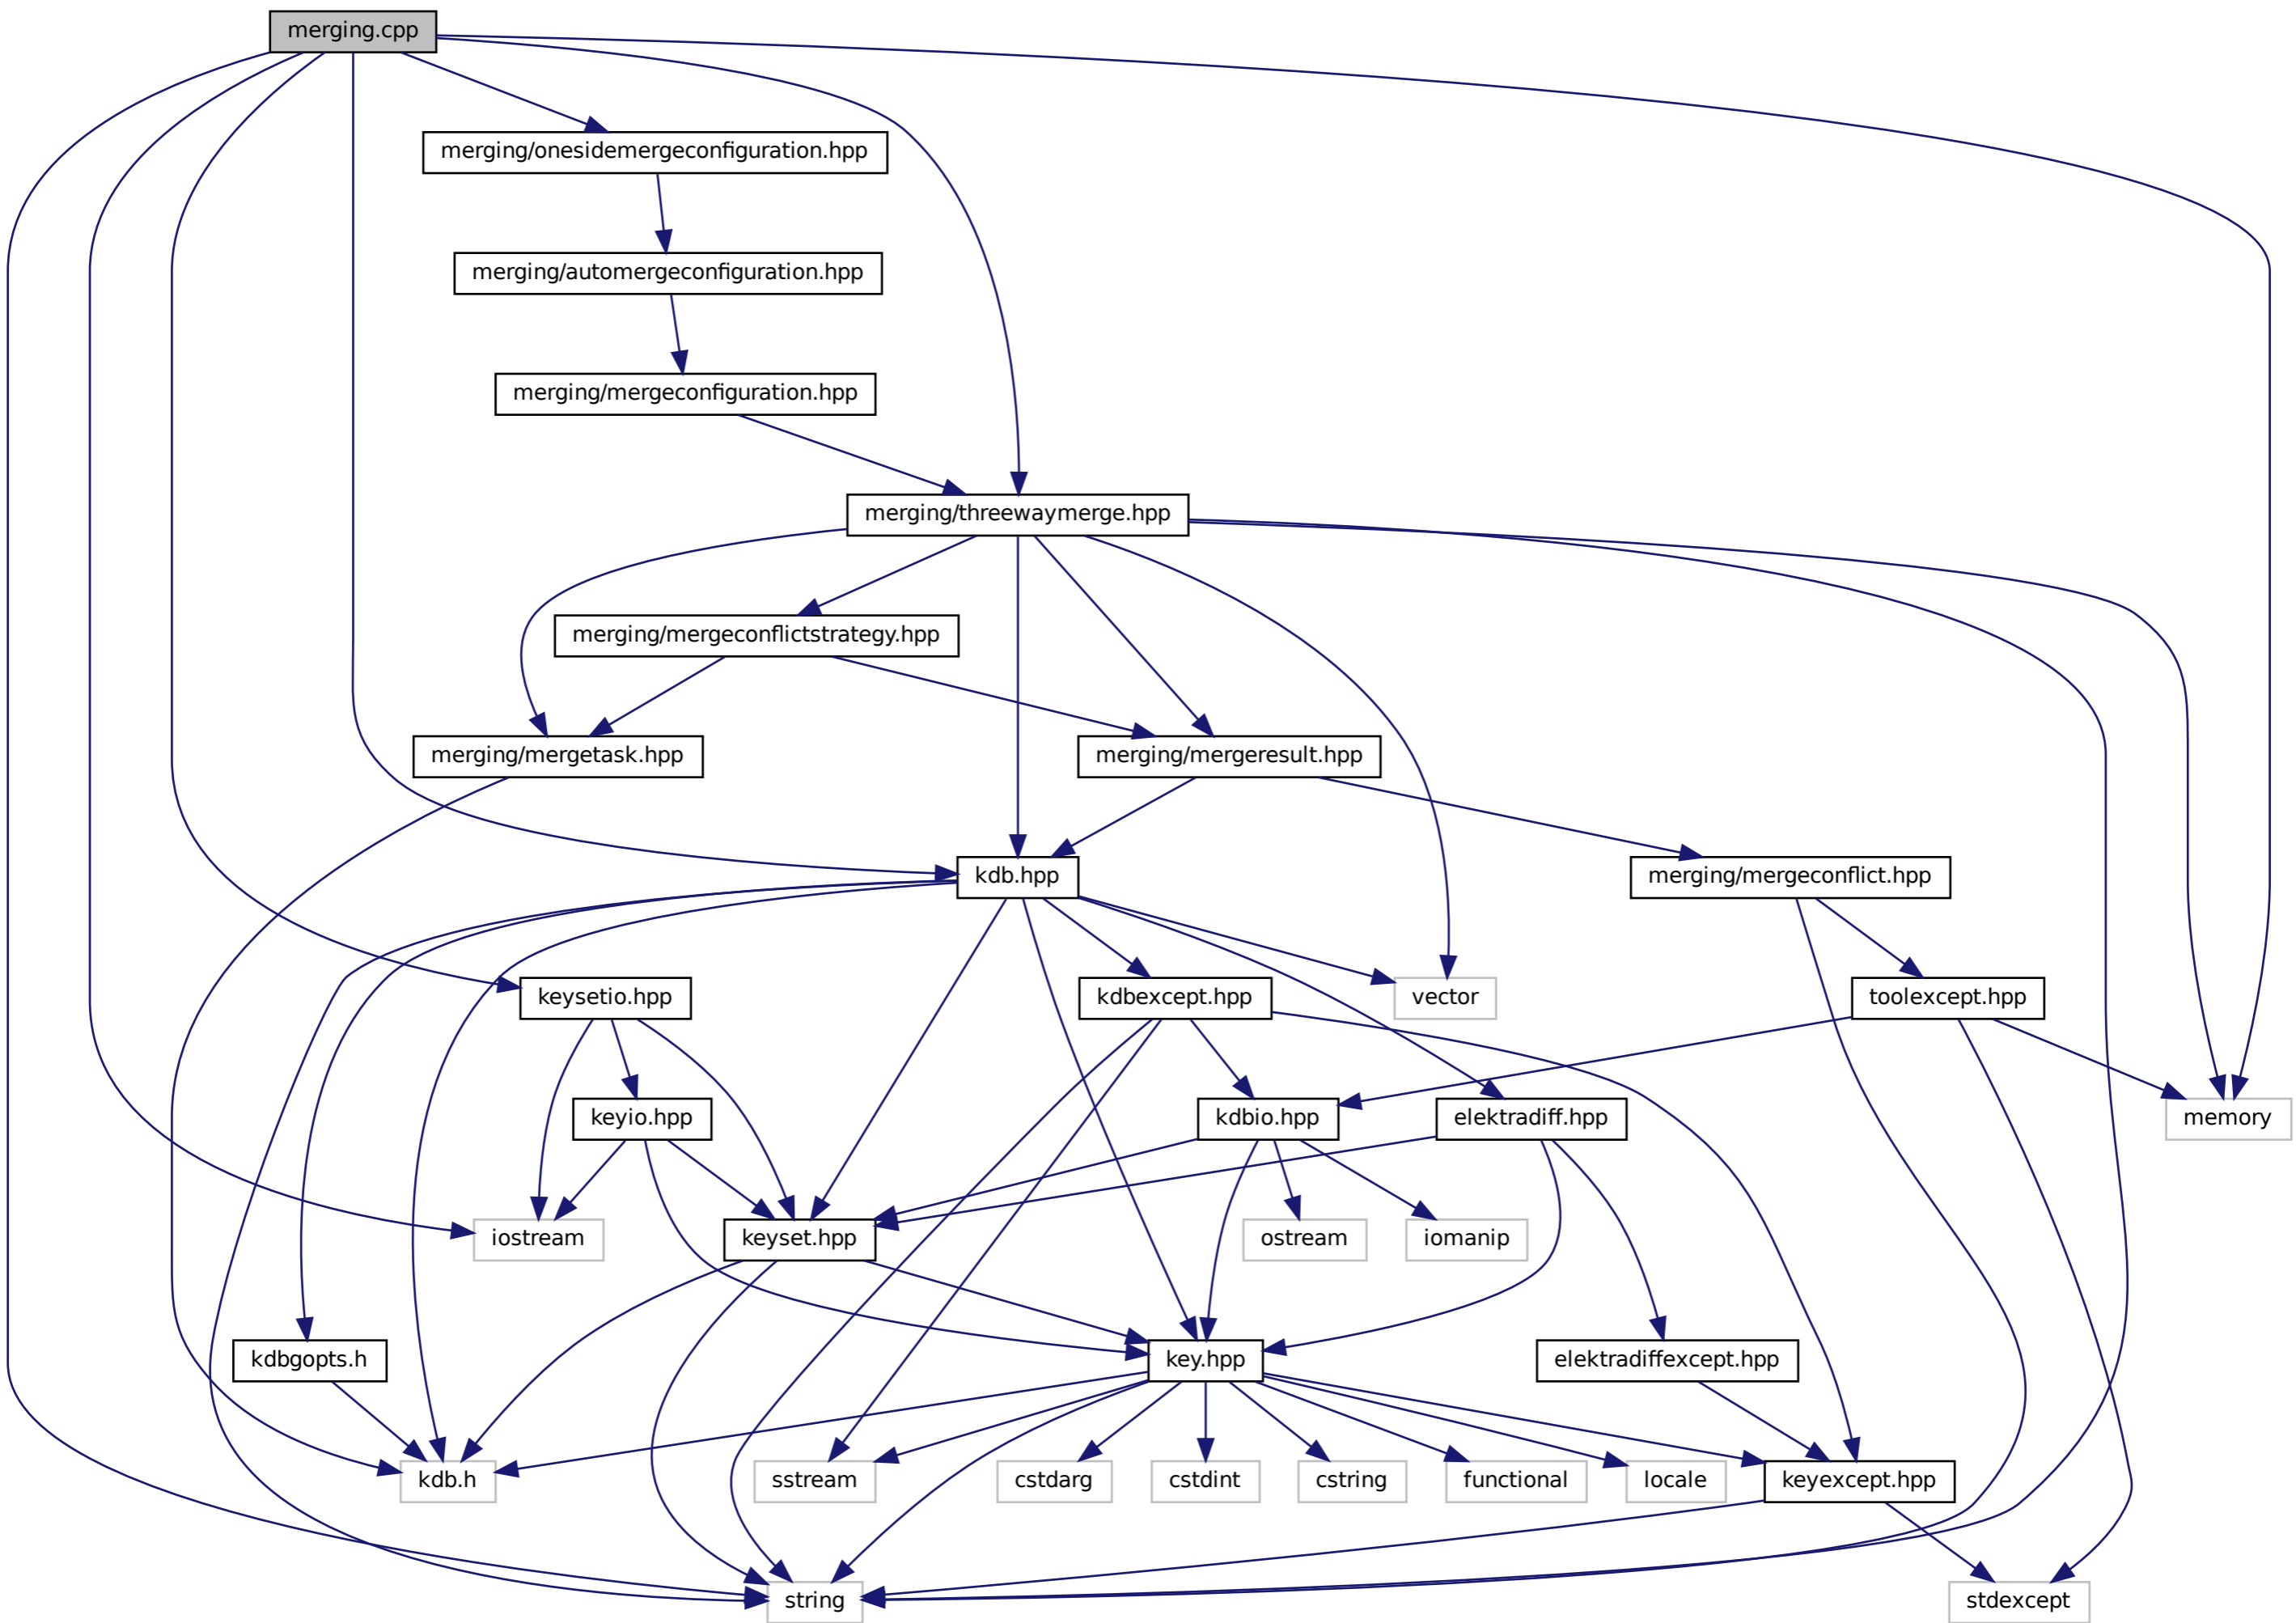 merging.cpp
merging/onesidemergeconfiguration.hpp
merging/automergeconfiguration.hpp
merging/mergeconfiguration.hpp
merging/threewaymerge.hpp
merging/mergeconflictstrategy.hpp
merging/mergetask.hpp
merging/mergeresult.hpp
kdb.hpp
merging/mergeconflict.hpp
keysetio.hpp
kdbexcept.hpp
vector
toolexcept.hpp
keyio.hpp
kdbio.hpp
elektradiff.hpp
memory
iostream
keyset.hpp
ostream
iomanip
kdbgopts.h
key.hpp
elektradiffexcept.hpp
kdb.h
sstream
cstdarg
cstdint
cstring
functional
locale
keyexcept.hpp
string
stdexcept